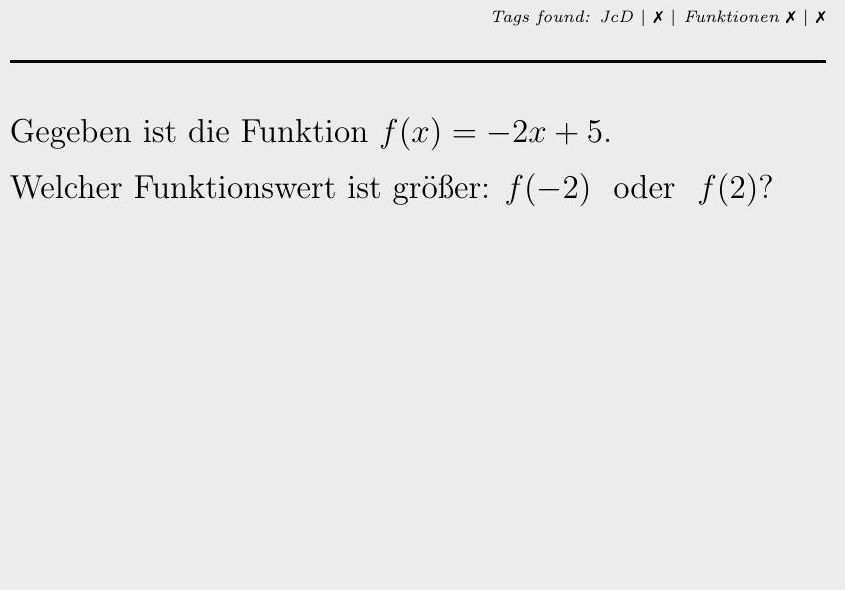 Tags found: JcD | ✗ | Funktionen ✗ | ✗
Gegeben ist die Funktion f(x) = −2x + 5.
Welcher Funktionswert ist größer: f(−2) oder f(2)?